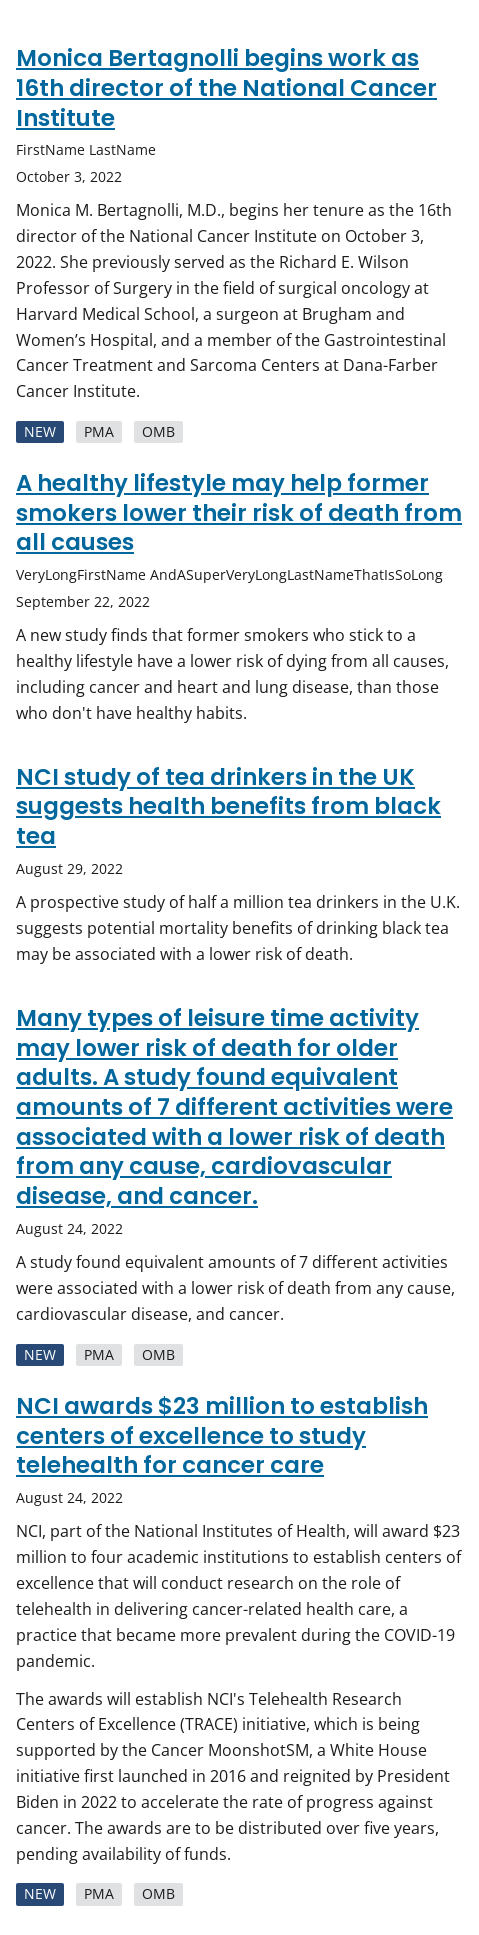 Monica Bertagnolli begins work as
16th director of the National Cancer
Institute
FirstName LastName
October 3, 2022
Monica M. Bertagnolli, M.D., begins her tenure as the 16th
director of the National Cancer Institute on October 3,
2022. She previously served as the Richard E. Wilson
Professor of Surgery in the field of surgical oncology at
Harvard Medical School, a surgeon at Brugham and
Women’s Hospital, and a member of the Gastrointestinal
Cancer Treatment and Sarcoma Centers at Dana-Farber
Cancer Institute.
NEW PMA OMB
A healthy lifestyle may help former
smokers lower their risk of death from
all causes
VeryLongFirstName AndASuperVeryLongLastNameThatIsSoLong
September 22, 2022
A new study finds that former smokers who stick to a
healthy lifestyle have a lower risk of dying from all causes,
including cancer and heart and lung disease, than those
who don't have healthy habits.
NCI study of tea drinkers in the UK
suggests health benefits from black
tea
August 29, 2022
A prospective study of half a million tea drinkers in the U.K.
suggests potential mortality benefits of drinking black tea
may be associated with a lower risk of death.
Many types of leisure time activity
may lower risk of death for older
adults. A study found equivalent
amounts of 7 different activities were
associated with a lower risk of death
from any cause, cardiovascular
disease, and cancer.
August 24, 2022
A study found equivalent amounts of 7 different activities
were associated with a lower risk of death from any cause,
cardiovascular disease, and cancer.
NEW PMA OMB
NCI awards $23 million to establish
centers of excellence to study
telehealth for cancer care
August 24, 2022
NCI, part of the National Institutes of Health, will award $23
million to four academic institutions to establish centers of
excellence that will conduct research on the role of
telehealth in delivering cancer-related health care, a
practice that became more prevalent during the COVID-19
pandemic.
The awards will establish NCI's Telehealth Research
Centers of Excellence (TRACE) initiative, which is being
supported by the Cancer MoonshotSM, a White House
initiative first launched in 2016 and reignited by President
Biden in 2022 to accelerate the rate of progress against
cancer. The awards are to be distributed over five years,
pending availability of funds.
NEW PMA OMB